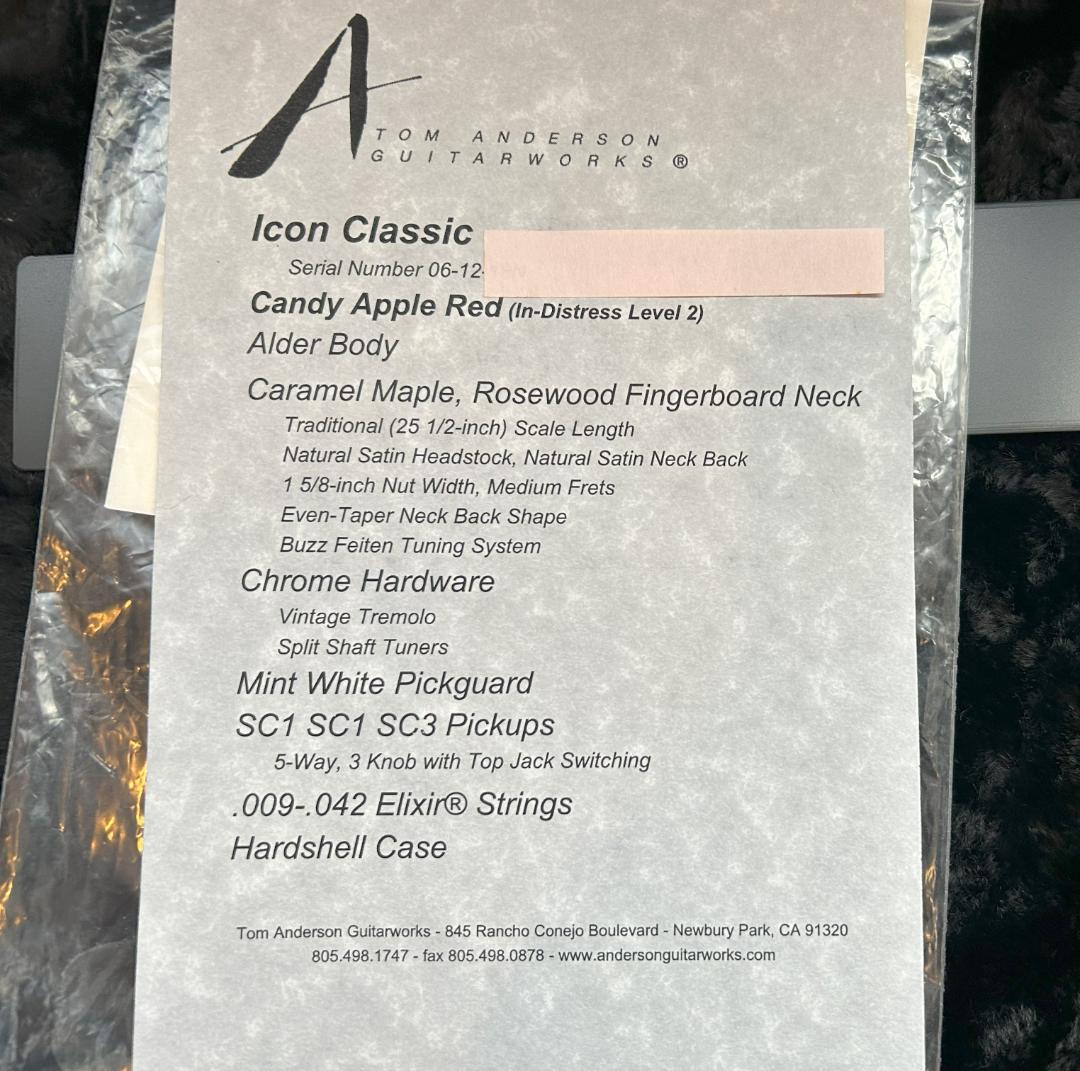 TOM ANDERSON
GUITARWORKS ®
Icon Classic
Serial Number 06-12-
Candy Apple Red (In-Distress Level 2)
Alder Body
Caramel Maple, Rosewood Fingerboard Neck
Traditional (25 1/2-inch) Scale Length
Natural Satin Headstock, Natural Satin Neck Back
1 5/8-inch Nut Width, Medium Frets
Even-Taper Neck Back Shape
Buzz Feiten Tuning System
Chrome Hardware
Vintage Tremolo
Split Shaft Tuners
Mint White Pickguard
SC1 SC1 SC3 Pickups
5-Way, 3 Knob with Top Jack Switching
.009-.042 Elixir® Strings
Hardshell Case
Tom Anderson Guitarworks - 845 Rancho Conejo Boulevard - Newbury Park, CA 91320
805.498.1747 - fax 805.498.0878 - www.andersonguitarworks.com